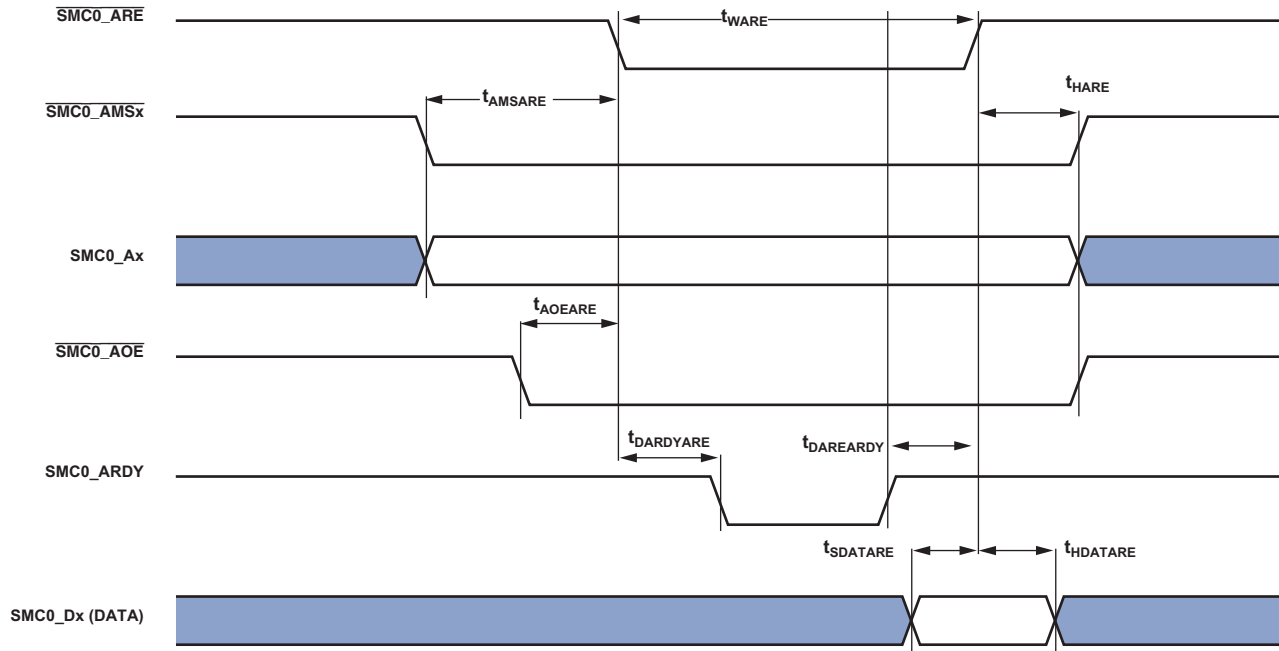 SMC0_ARE
tWARE
tHARE
SMC0_AMSx
tAMSARE
SMC0_Ax
tAOEARE
SMC0_AOE
tDARDYARE
tDAREARDY
SMC0_ARDY
tSDATARE
tHDATARE
SMC0_Dx (DATA)